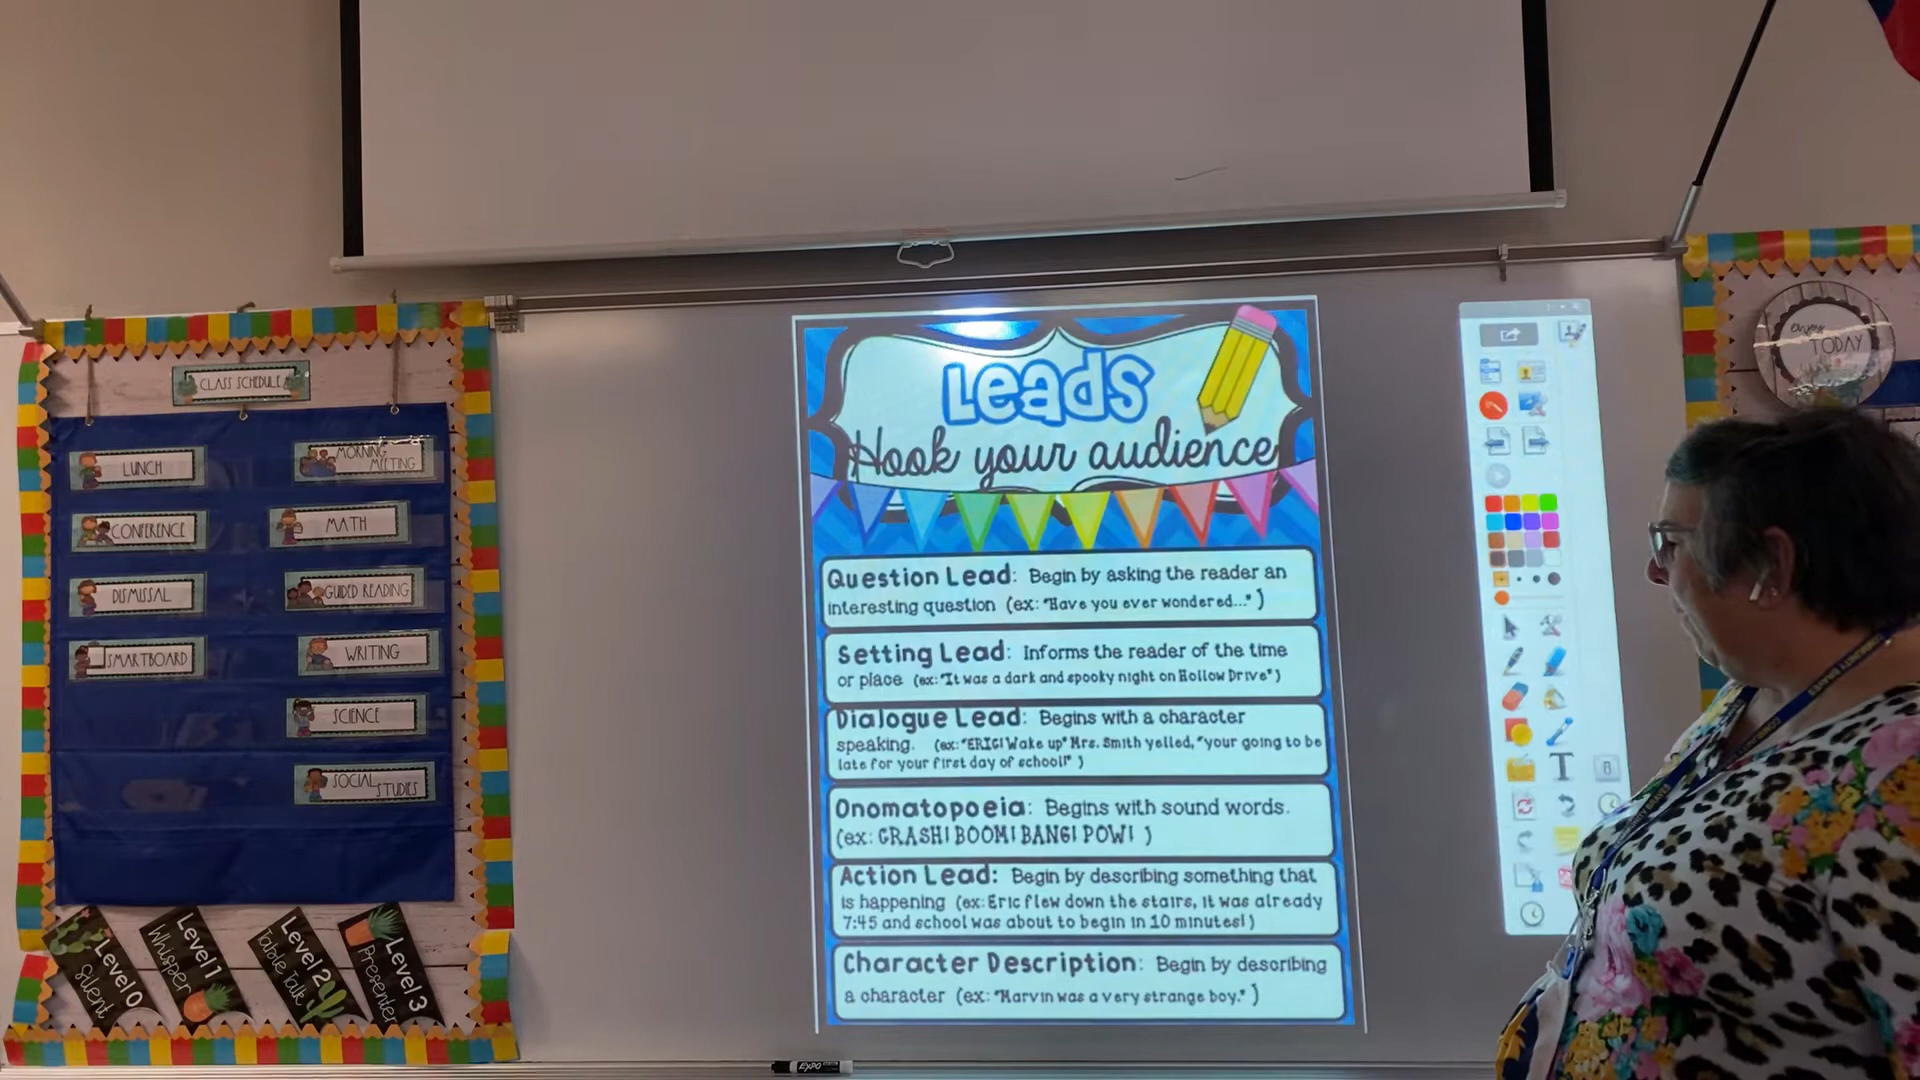 CLASS SCHEDULE
LUNCH
CONFERENCE
DISMISSAL
SMARTBOARD
MORNING
MEETING
MATH
GUIDED READING
WRITING
SCIENCE
SOCIAL
STUDIES
Level 0
Silent
Level 1
Whisper
Level 2
Table Talk
Level 3
Presenter
Leads
Hook your audience
Question Lead: Begin by asking the reader an
interesting question (ex: "Have you ever wondered..." )
Setting Lead: Informs the reader of the time
or place (ex: "It was a dark and spooky night on Hollow Drive")
Dialogue Lead: Begins with a character
speaking. (ex: "ERIC! Wake up" Mrs. Smith yelled, "your going to be
late for your first day of school!" )
Onomatopoeia: Begins with sound words.
(ex: CRASH! BOOM! BANG! POW! )
Action Lead: Begin by describing something that
is happening (ex: Eric flew down the stairs, it was already
7:45 and school was about to begin in 10 minutes! )
Character Description: Begin by describing
a character (ex: "Marvin was a very strange boy." )
T
EXPO
TODAY